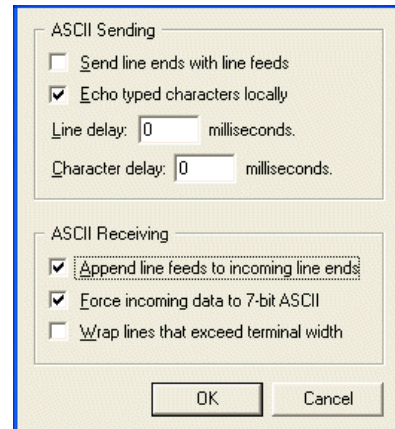 ASCII Sending
Send line ends with line feeds
Echo typed characters locally
Line delay: 0 milliseconds.
Character delay: 0 milliseconds.
ASCII Receiving
Append line feeds to incoming line ends
Force incoming data to 7-bit ASCII
Wrap lines that exceed terminal width
OK Cancel